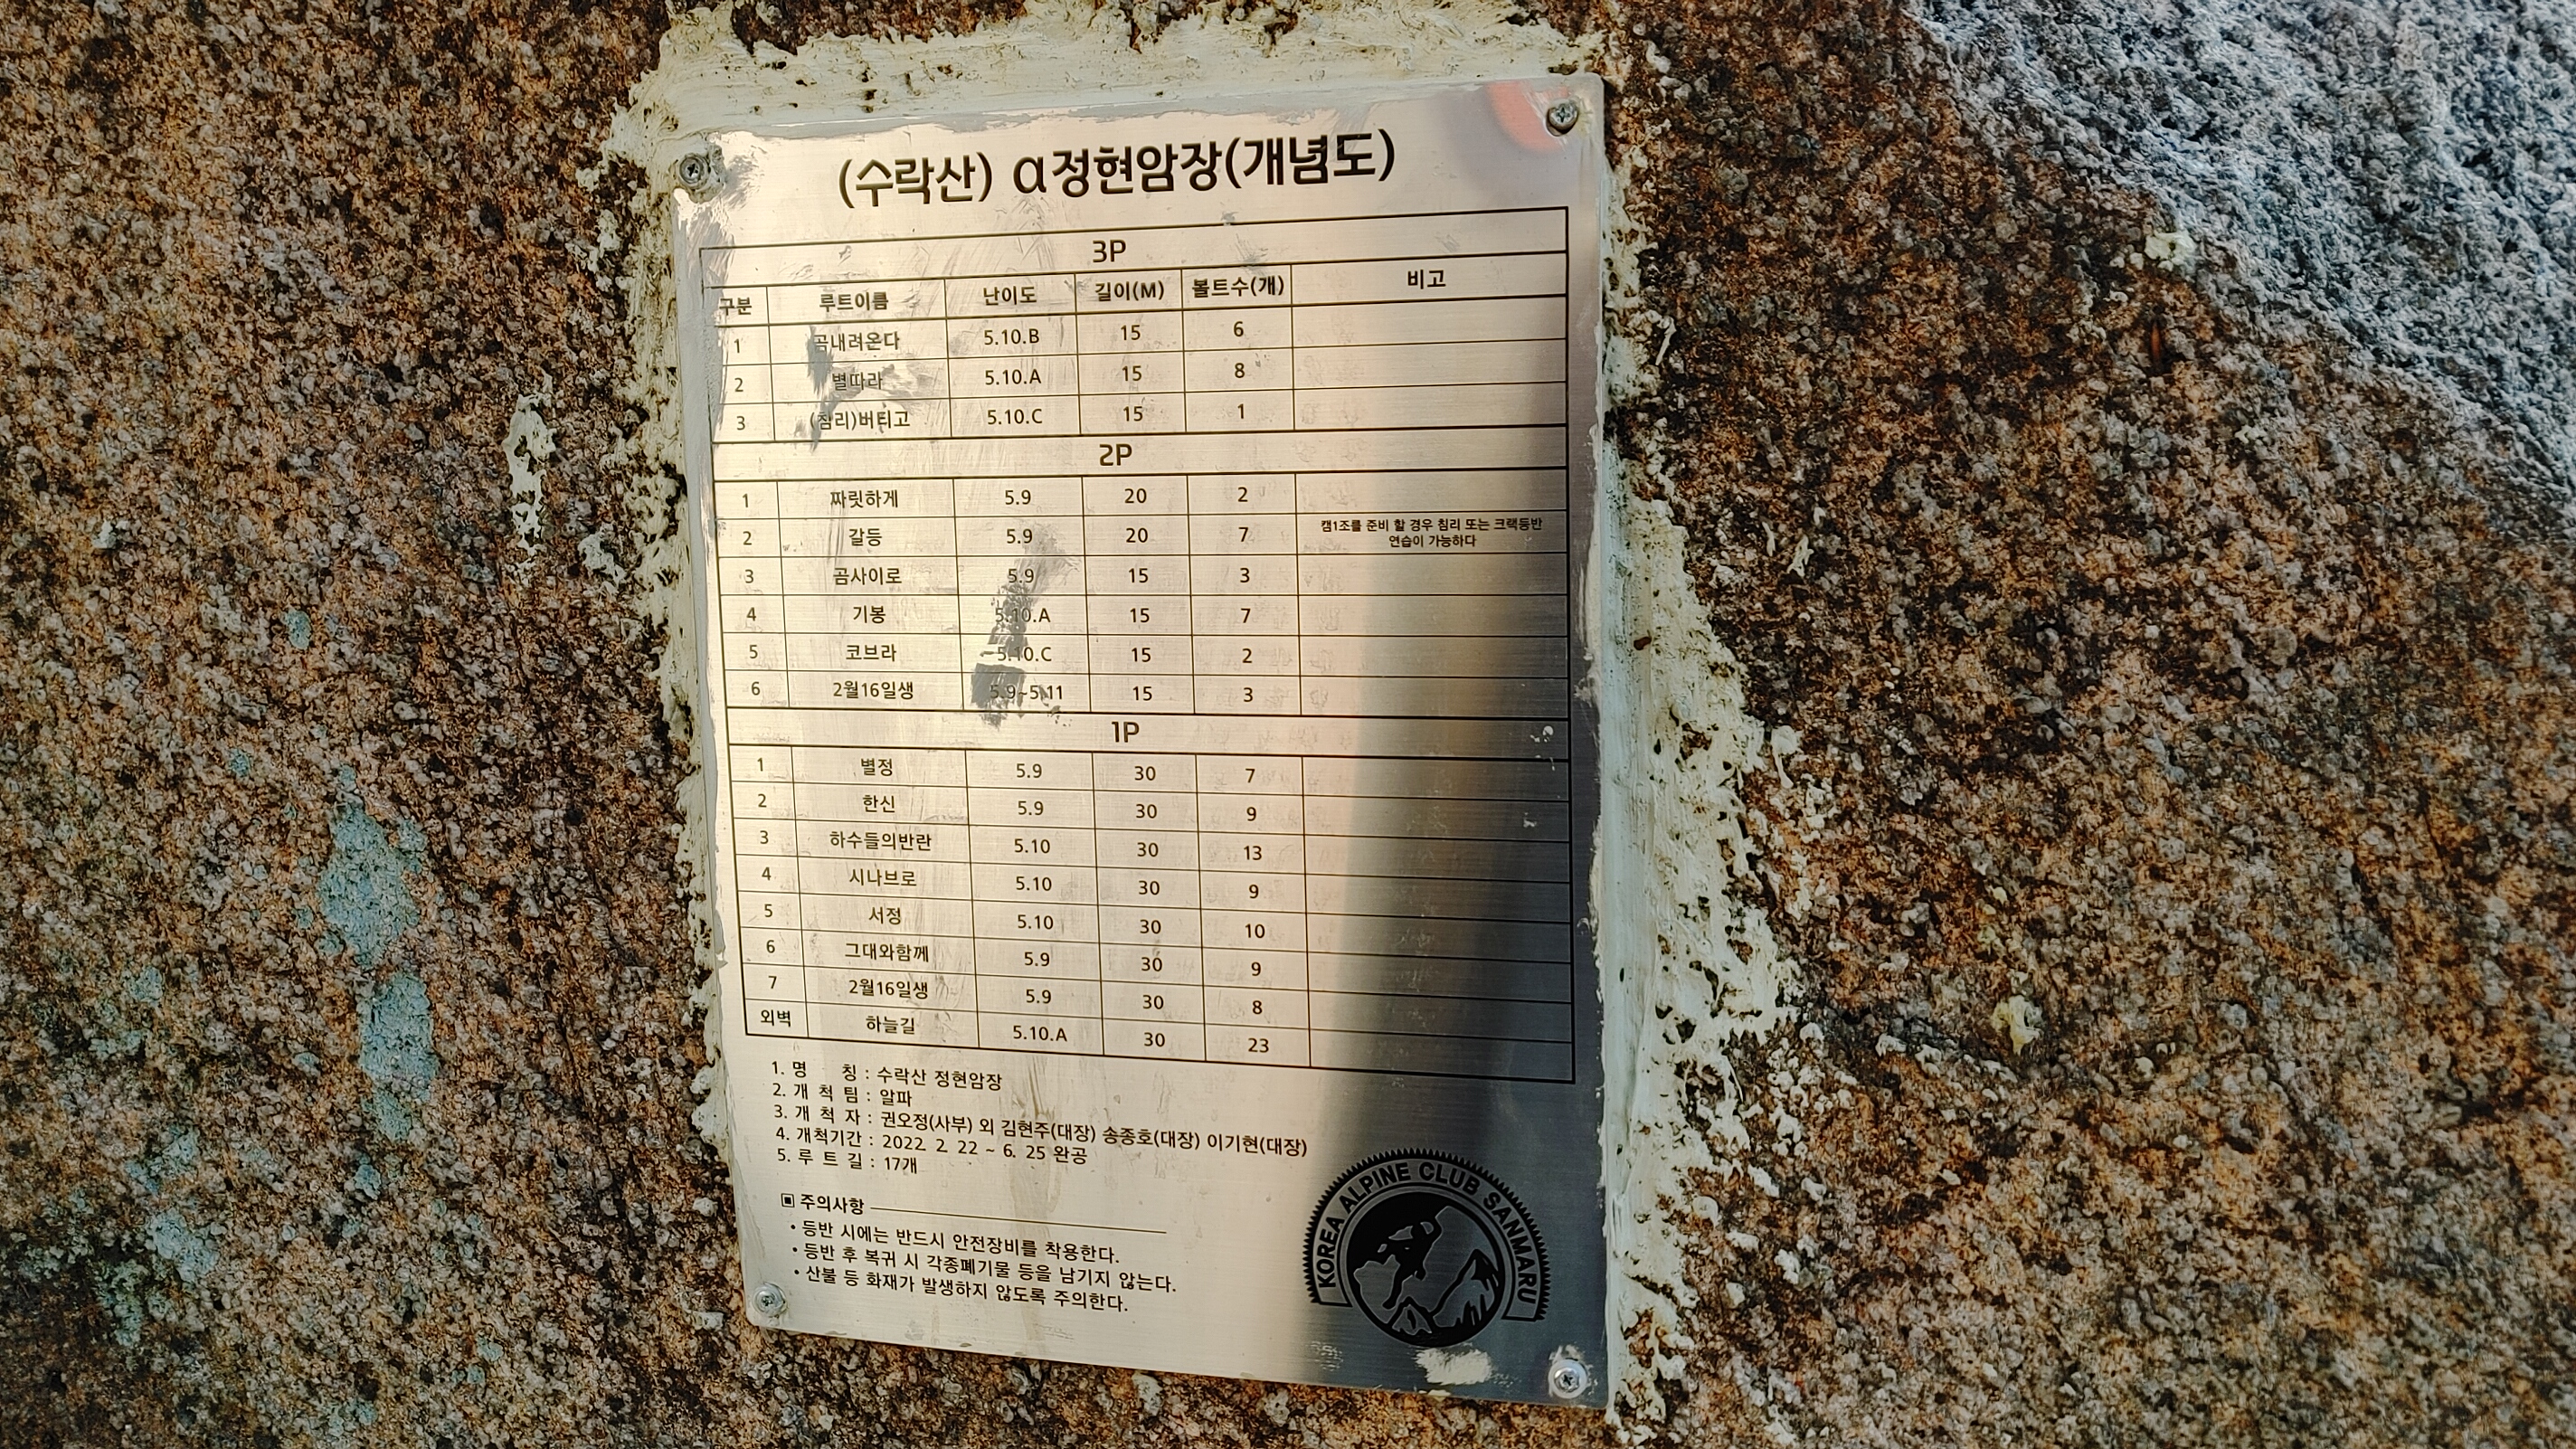 (수락산) α정현암장(개념도)
3P
구분 루트이름 난이도 길이(M) 볼트수(개) 비고
1 곰내려온다 5.10.B 15 6
2 별따라 5.10.A 15 8
3 (침리)버티고 5.10.C 15 1
2P
1 짜릿하게 5.9 20 2
2 갈등 5.9 20 7 캠1조를 준비 할 경우 침리 또는 크랙등반
연습이 가능하다
3 곰사이로 5.9 15 3
4 기봉 5.10.A 15 7
5 코브라 5.10.C 15 2
6 2월16일생 5.9~5.11 15 3
1P
1 별정 5.9 30 7
2 한신 5.9 30 9
3 하수들의반란 5.10 30 13
4 시나브로 5.10 30 9
5 서정 5.10 30 10
6 그대와함께 5.9 30 9
7 2월16일생 5.9 30 8
외벽 하늘길 5.10.A 30 23
1. 명 칭 : 수락산 정현암장
2. 개 척 팀 : 알파
3. 개 척 자 : 권오정(사부) 외 김현주(대장) 송종호(대장) 이기현(대장)
4. 개척기간 : 2022. 2. 22 ~ 6. 25 완공
5. 루 트 길 : 17개
▣ 주의사항
• 등반 시에는 반드시 안전장비를 착용한다.
• 등반 후 복귀 시 각종폐기물 등을 남기지 않는다.
• 산불 등 화재가 발생하지 않도록 주의한다.
KOREA ALPINE CLUB SANMARU